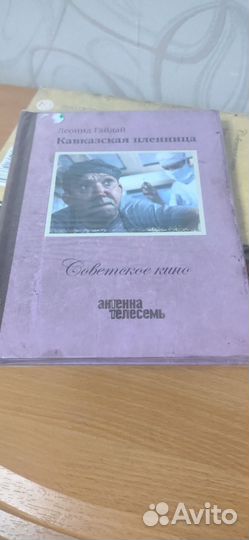 Леонид Гайдай
Кавказская пленница
Советское кино
антенна
телесемь
Avito